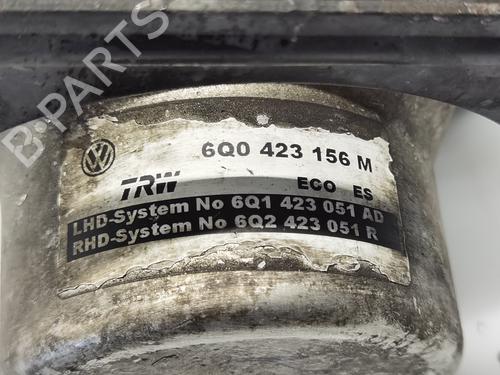 B-PARTS
6Q0 423 156 M
TRW
ECO ES
LHD-System No 6Q1 423 051 AD
RHD-System No 6Q2 423 051 R